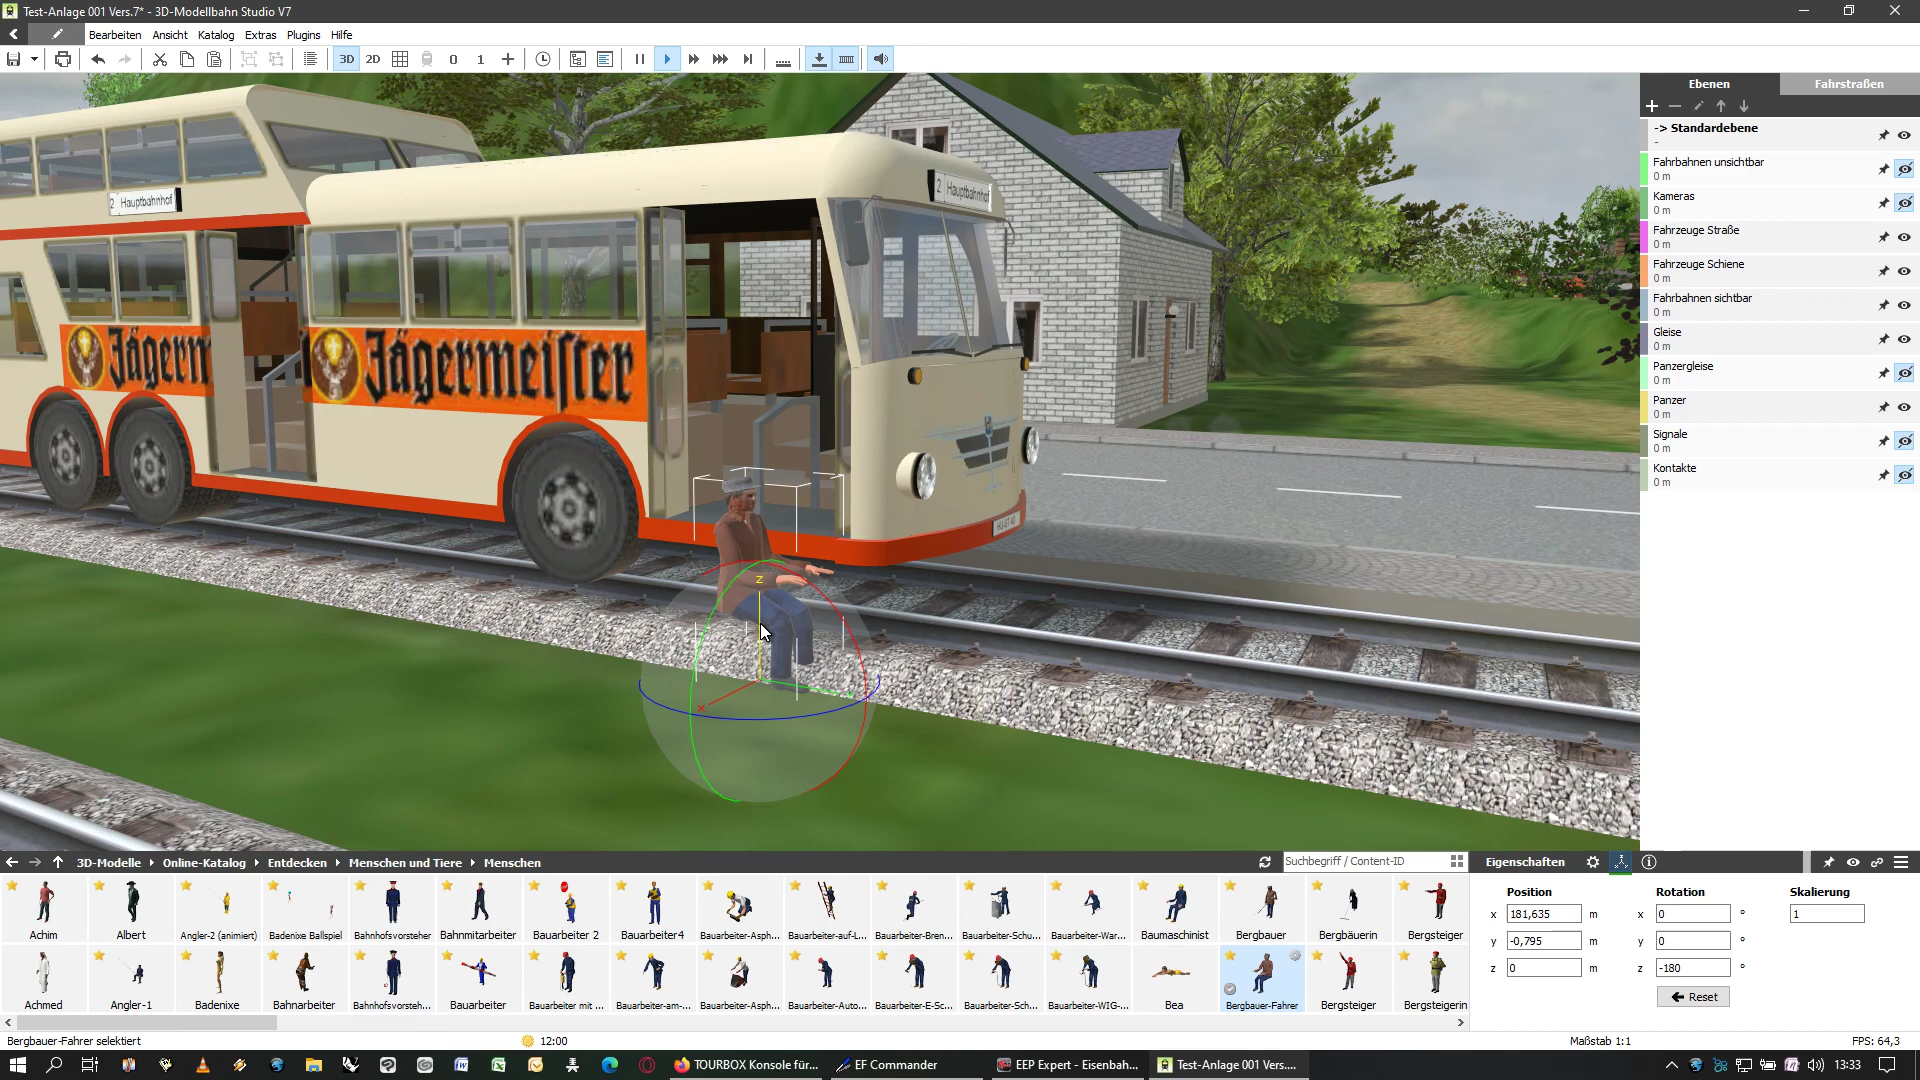 Test-Anlage 001 Vers.7* - 3D-Modellbahn Studio V7
Bearbeiten Ansicht Katalog Extras Plugins Hilfe
3D 2D 0 1
2 Hauptbahnhof
2 Hauptbahnhof
Jägerm
Jägermeister
Ebenen Fahrstraßen
-> Standardebene
-
Fahrbahnen unsichtbar
0 m
Kameras
0 m
Fahrzeuge Straße
0 m
Fahrzeuge Schiene
0 m
Fahrbahnen sichtbar
0 m
Gleise
0 m
Panzergleise
0 m
Panzer
0 m
Signale
0 m
Kontakte
0 m
z
x
3D-Modelle Online-Katalog Entdecken Menschen und Tiere Menschen
Suchbegriff / Content-ID
Achim Albert Angler-2 (animiert) Badenixe Ballspiel Bahnhofsvorsteher Bahnmitarbeiter Bauarbeiter 2 Bauarbeiter4 Bauarbeiter-Asph... Bauarbeiter-auf-L... Bauarbeiter-Bren... Bauarbeiter-Schu... Bauarbeiter-War... Baumaschinist Bergbauer Bergbäuerin Bergsteiger
Achmed Angler-1 Badenixe Bahnarbeiter Bahnhofsvorsteh... Bauarbeiter Bauarbeiter mit ... Bauarbeiter-am-... Bauarbeiter-Asph... Bauarbeiter-Auto... Bauarbeiter-E-Sc... Bauarbeiter-Sch... Bauarbeiter-WIG-... Bea Bergbauer-Fahrer Bergsteiger Bergsteigerin
Eigenschaften
Position Rotation Skalierung
x 181,635 m x 0 ° 1
y -0,795 m y 0 °
z 0 m z -180 °
Reset
Bergbauer-Fahrer selektiert 12:00 Maßstab 1:1 FPS: 64,3
TOURBOX Konsole für... EF Commander EEP Expert - Eisenbah... Test-Anlage 001 Vers.... 13:33